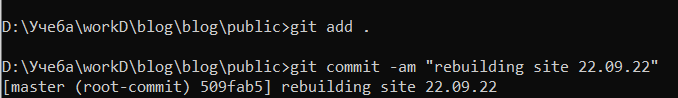 D:\Учеба\workD\blog\blog\public>git add .
D:\Учеба\workD\blog\blog\public>git commit -am "rebuilding site 22.09.22"
[master (root-commit) 509fab5] rebuilding site 22.09.22